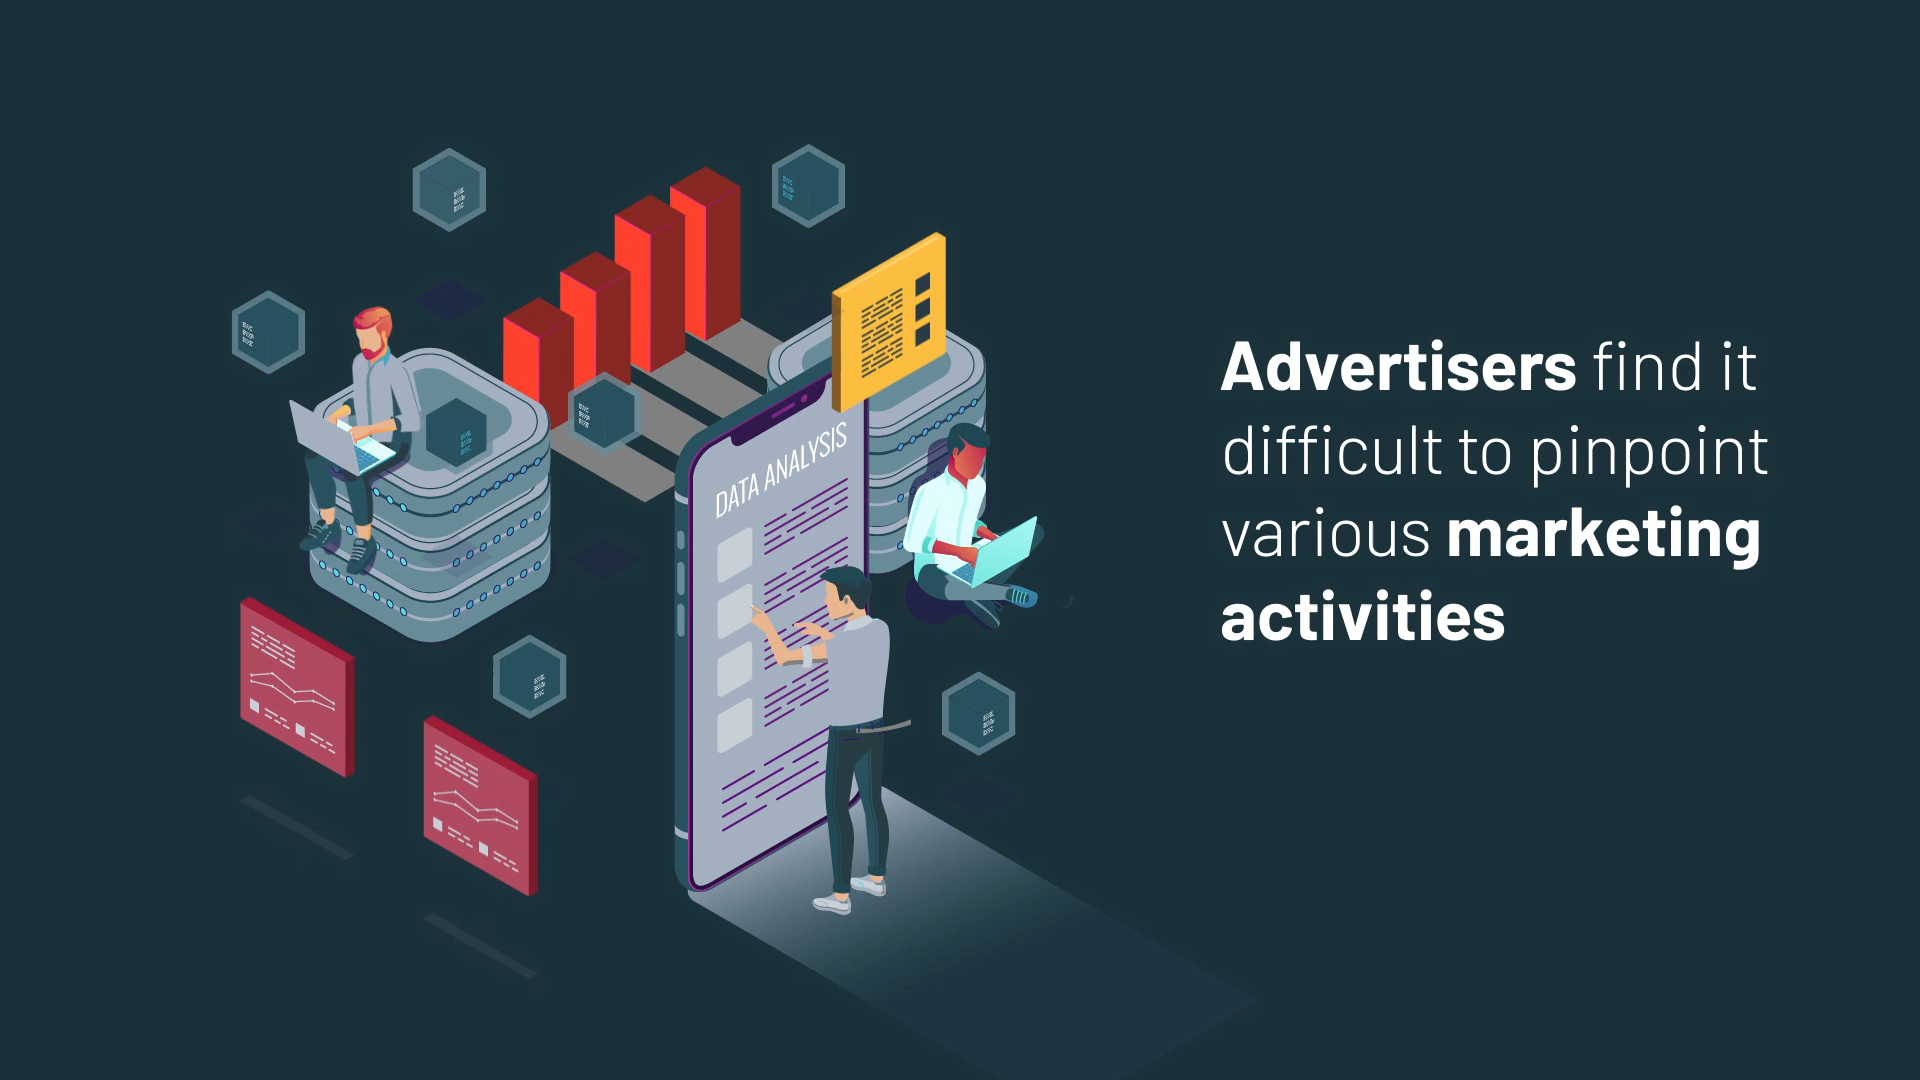 DATA ANALYSIS
Advertisers find it
difficult to pinpoint
various marketing
activities